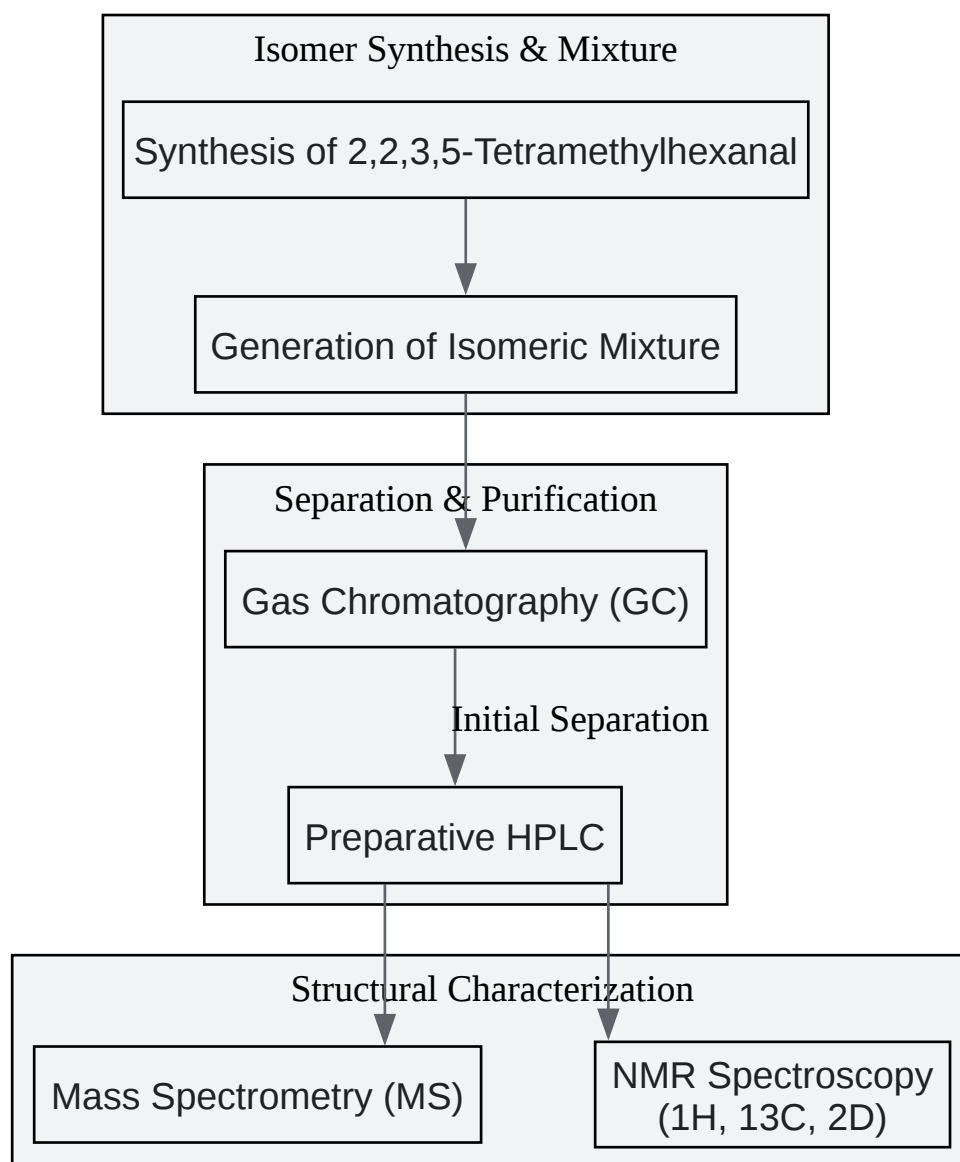 Isomer Synthesis & Mixture
Synthesis of 2,2,3,5-Tetramethylhexanal
Generation of Isomeric Mixture
Separation & Purification
Gas Chromatography (GC)
Initial Separation
Preparative HPLC
Structural Characterization
Mass Spectrometry (MS)
NMR Spectroscopy
(1H, 13C, 2D)